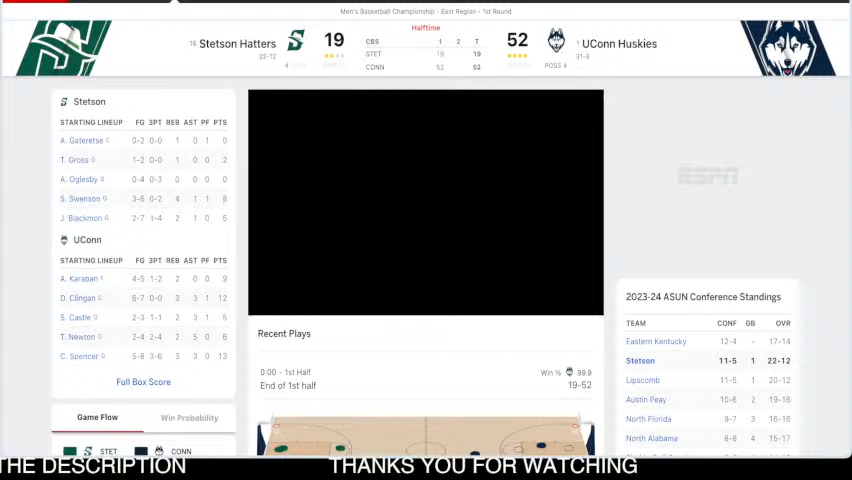 Men's Basketball Championship - East Region - 1st Round
16 Stetson Hatters
22-12
19
Halftime
CBS 1 2 T
STET 19 19
CONN 52 52
52
1 UConn Huskies
31-3
POSS
Stetson
STARTING LINEUP FG 3PT REB AST PF PTS
A. Gateretse C 0-2 0-0 1 0 1 0
T. Gross G 1-2 0-0 1 0 0 2
A. Oglesby G 0-4 0-3 0 0 0 0
S. Swenson G 3-6 0-2 4 1 1 8
J. Blackmon G 2-7 1-4 2 1 0
UConn
STARTING LINEUP FG 3PT REB AST PF PTS
A. Karaban F 4-5 1-2 2 0 0 9
D. Clingan C 6-7 0-0 3 3 1 12
S. Castle G 2-3 1-1 2 3 1 5
T. Newton G 2-4 2-4 2 5 0 6
C. Spencer G 5-8 3-6 3 3 0 13
Full Box Score
Game Flow Win Probability
STET CONN
Recent Plays
0:00 - 1st Half Win % 99.9
End of 1st half 19-52
ESPN
2023-24 ASUN Conference Standings
TEAM CONF GB OVR
Eastern Kentucky 12-4 - 17-14
Stetson 11-5 1 22-12
Lipscomb 11-5 1 20-12
Austin Peay 10-6 2 19-16
North Florida 9-7 3 16-16
North Alabama 8-8 4 15-17
THE DESCRIPTION THANKS YOU FOR WATCHING